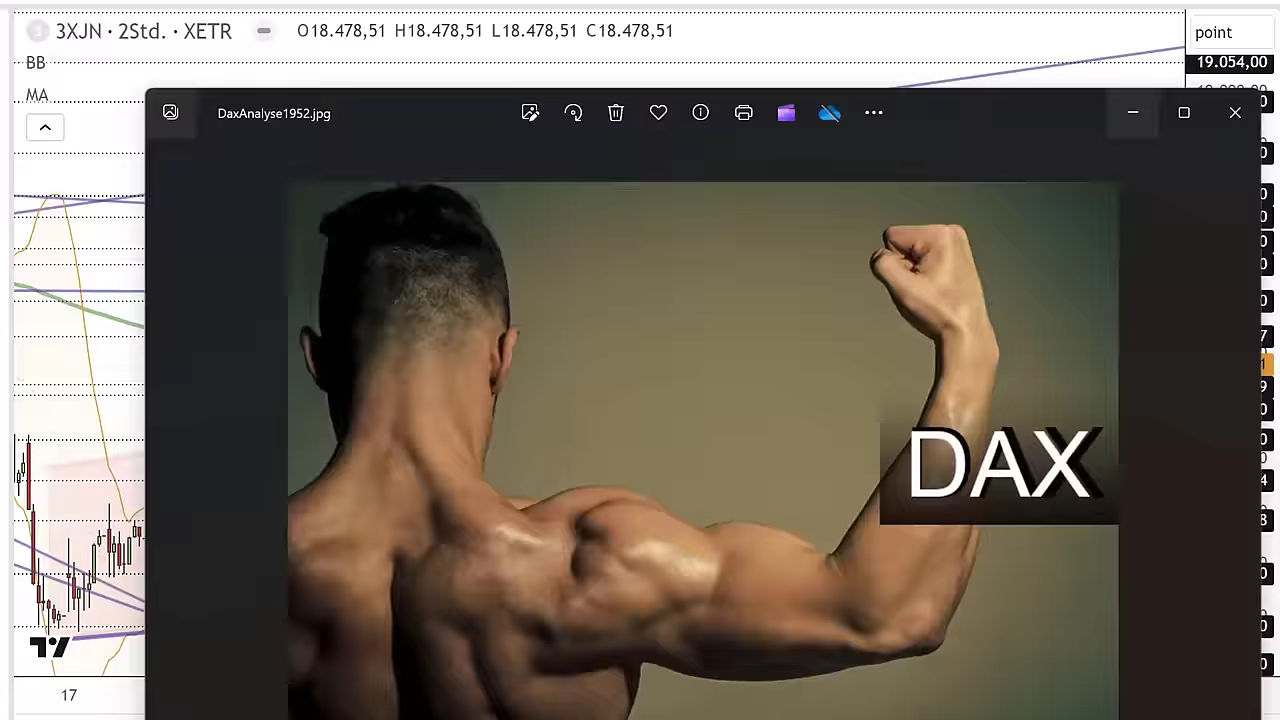 3XJN · 2Std. · XETR
O18.478,51 H18.478,51 L18.478,51 C18.478,51
point
BB
19.054,00
MA
DaxAnalyse1952.jpg
DAX
17